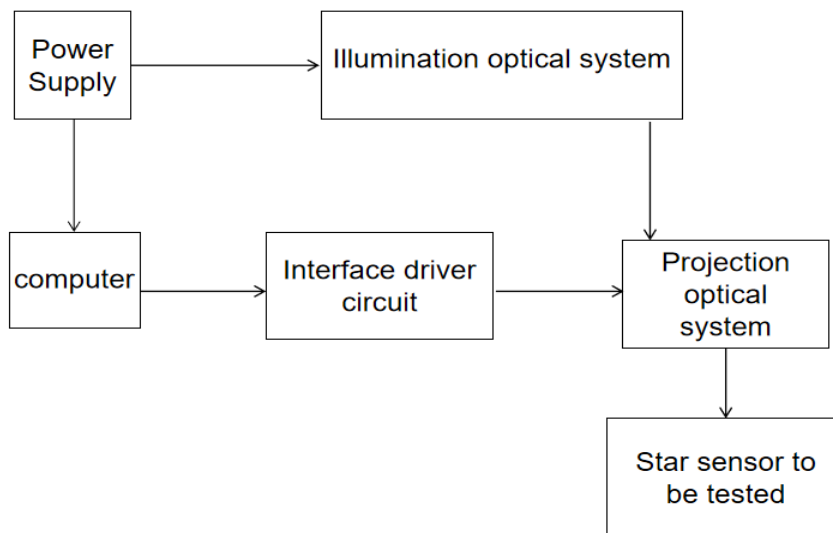 Power
Supply
Illumination optical system
computer
Interface driver
circuit
Projection
optical
system
Star sensor to
be tested